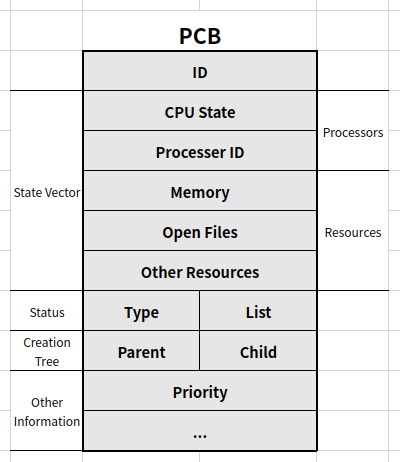 PCB
ID
CPU State
Processors
Processer ID
State Vector
Memory
Open Files
Resources
Other Resources
Status
Type
List
Creation
Tree
Parent
Child
Priority
Other
Information
...